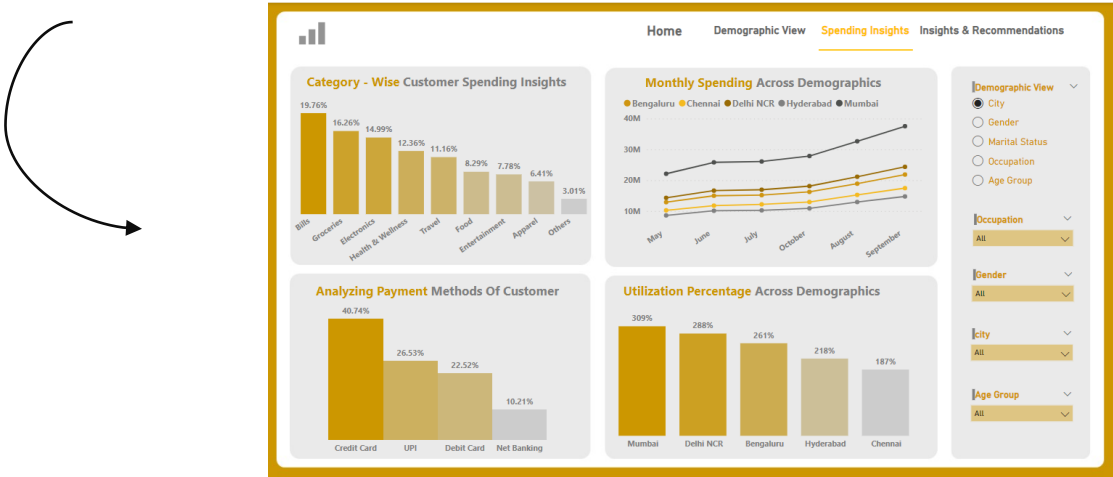 Home Demographic View Spending Insights Insights & Recommendations
Category - Wise Customer Spending Insights
19.76%
16.26%
14.99%
12.36%
11.16%
8.29%
7.78%
6.41%
3.01%
Bills
Groceries
Electronics
Health & Wellness
Travel
Food
Entertainment
Apparel
Others
Monthly Spending Across Demographics
Bengaluru Chennai Delhi NCR Hyderabad Mumbai
40M
30M
20M
10M
May
June
July
October
August
September
Analyzing Payment Methods Of Customer
40.74%
26.53%
22.52%
10.21%
Credit Card UPI Debit Card Net Banking
Utilization Percentage Across Demographics
309%
288%
261%
218%
187%
Mumbai Delhi NCR Bengaluru Hyderabad Chennai
Demographic View
City
Gender
Marital Status
Occupation
Age Group
Occupation
All
Gender
All
city
All
Age Group
All